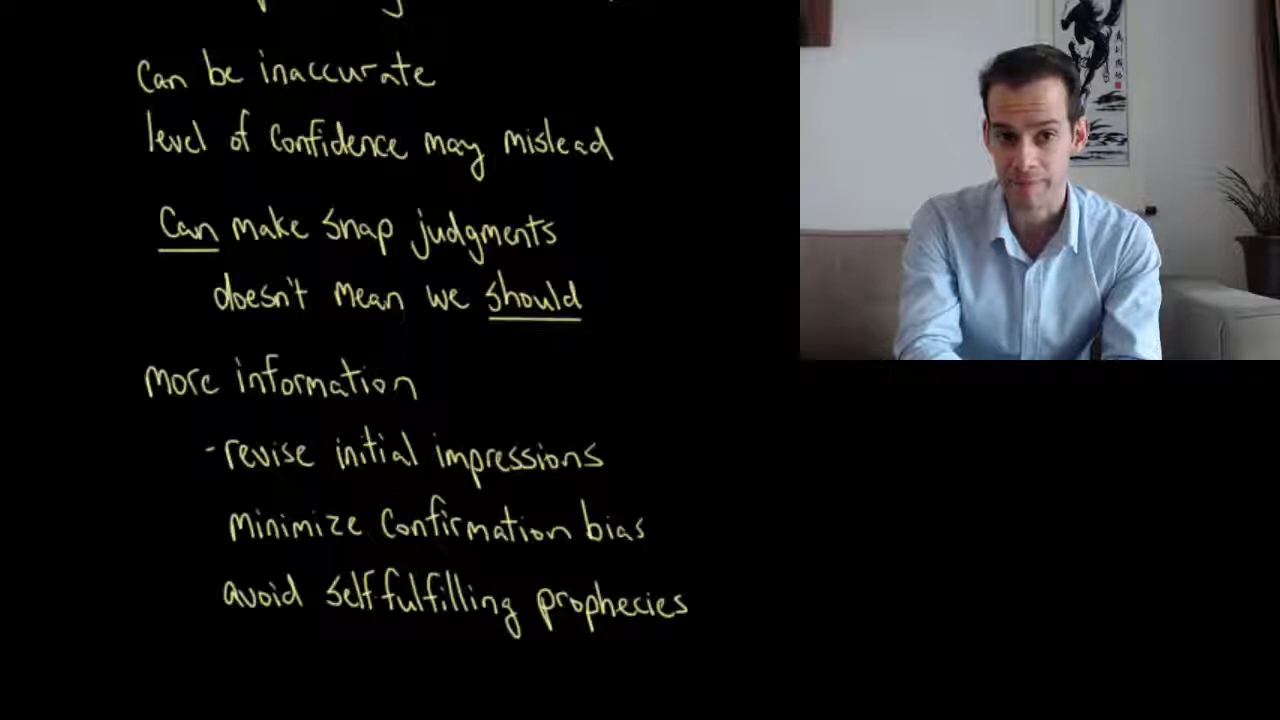 Can be inaccurate
level of confidence may mislead
Can make snap judgments
doesn't mean we should
More information
-revise initial impressions
minimize confirmation bias
avoid self fulfilling prophecies